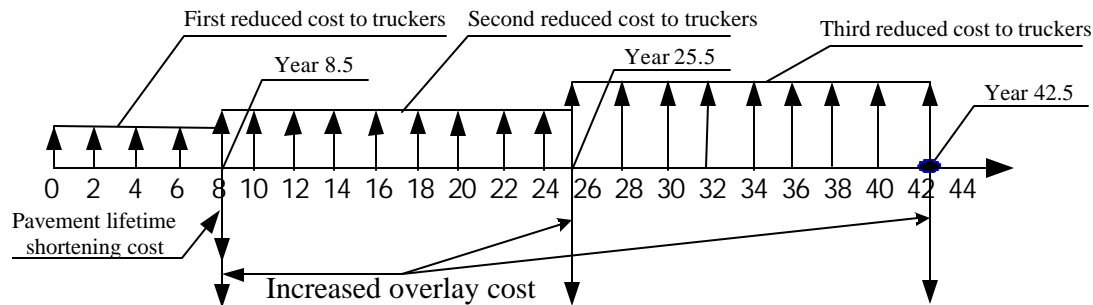 First reduced cost to truckers
Second reduced cost to truckers
Third reduced cost to truckers
Year 8.5
Year 25.5
Year 42.5
0 2 4 6 8 10 12 14 16 18 20 22 24 26 28 30 32 34 36 38 40 42 44
Pavement lifetime
shortening cost
Increased overlay cost